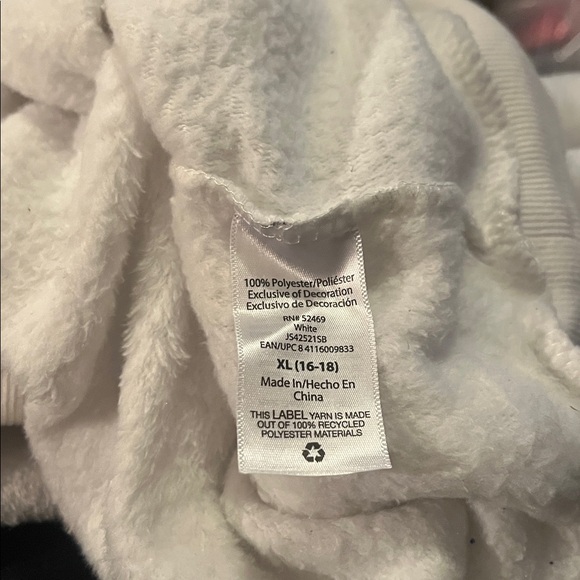 100% Polyester/Poliéster
Exclusive of Decoration
Exclusivo de Decoración
RN# 52469
White
JS42521SB
EAN/UPC 8 4116009833
XL (16-18)
Made In/Hecho En
China
THIS LABEL YARN IS MADE
OUT OF 100% RECYCLED
POLYESTER MATERIALS